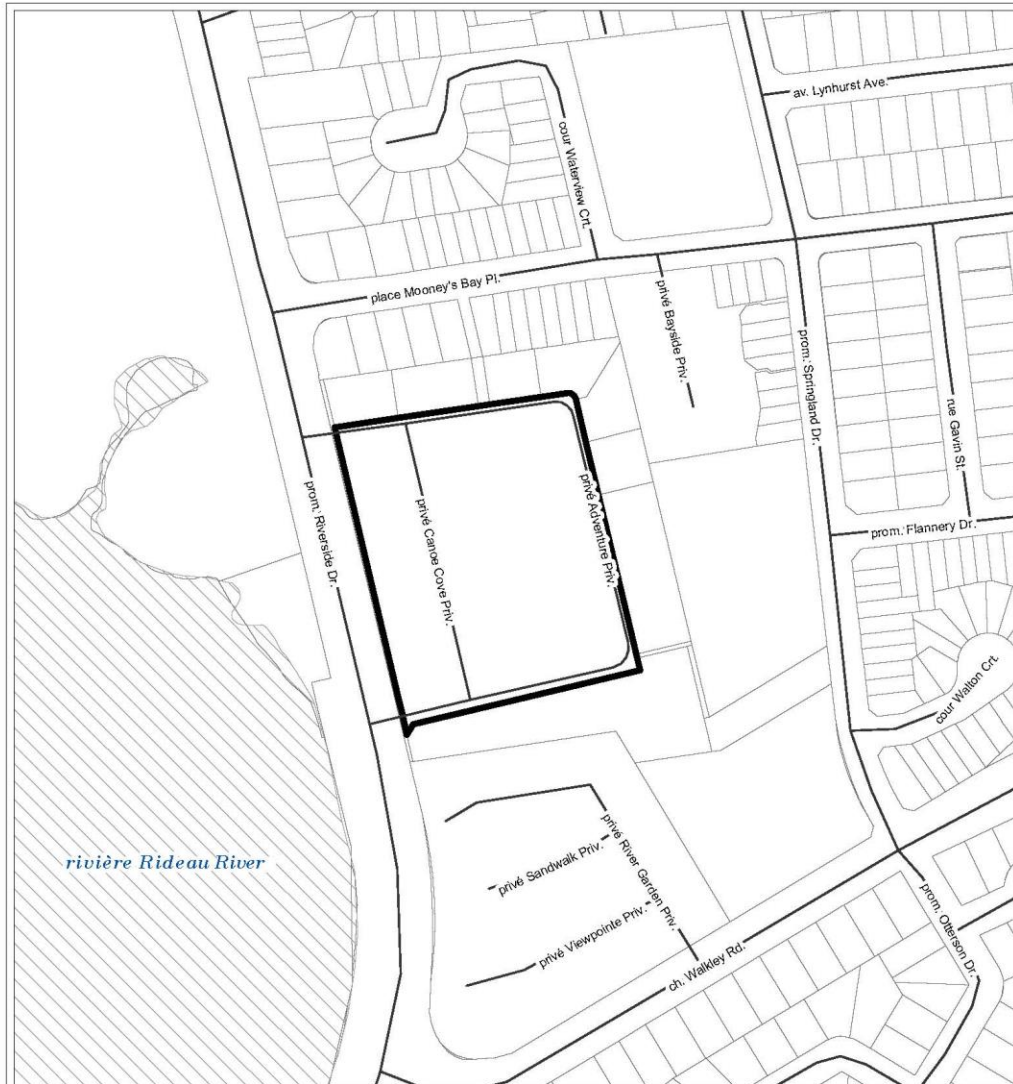 av. Lynhurst Ave.
cour Waterview Crt.
place Mooney's Bay Pl.
privé Bayside Priv.
prom. Springland Dr.
rue Gavin St.
prom. Riverside Dr.
privé Canoe Cove Priv.
privé Adventure Priv.
prom. Flannery Dr.
cour Walton Crt.
rivière Rideau River
privé Sandwalk Priv.
privé River Garden Priv.
privé Viewpointe Priv.
ch. Walkley Rd.
prom. Otterson Dr.